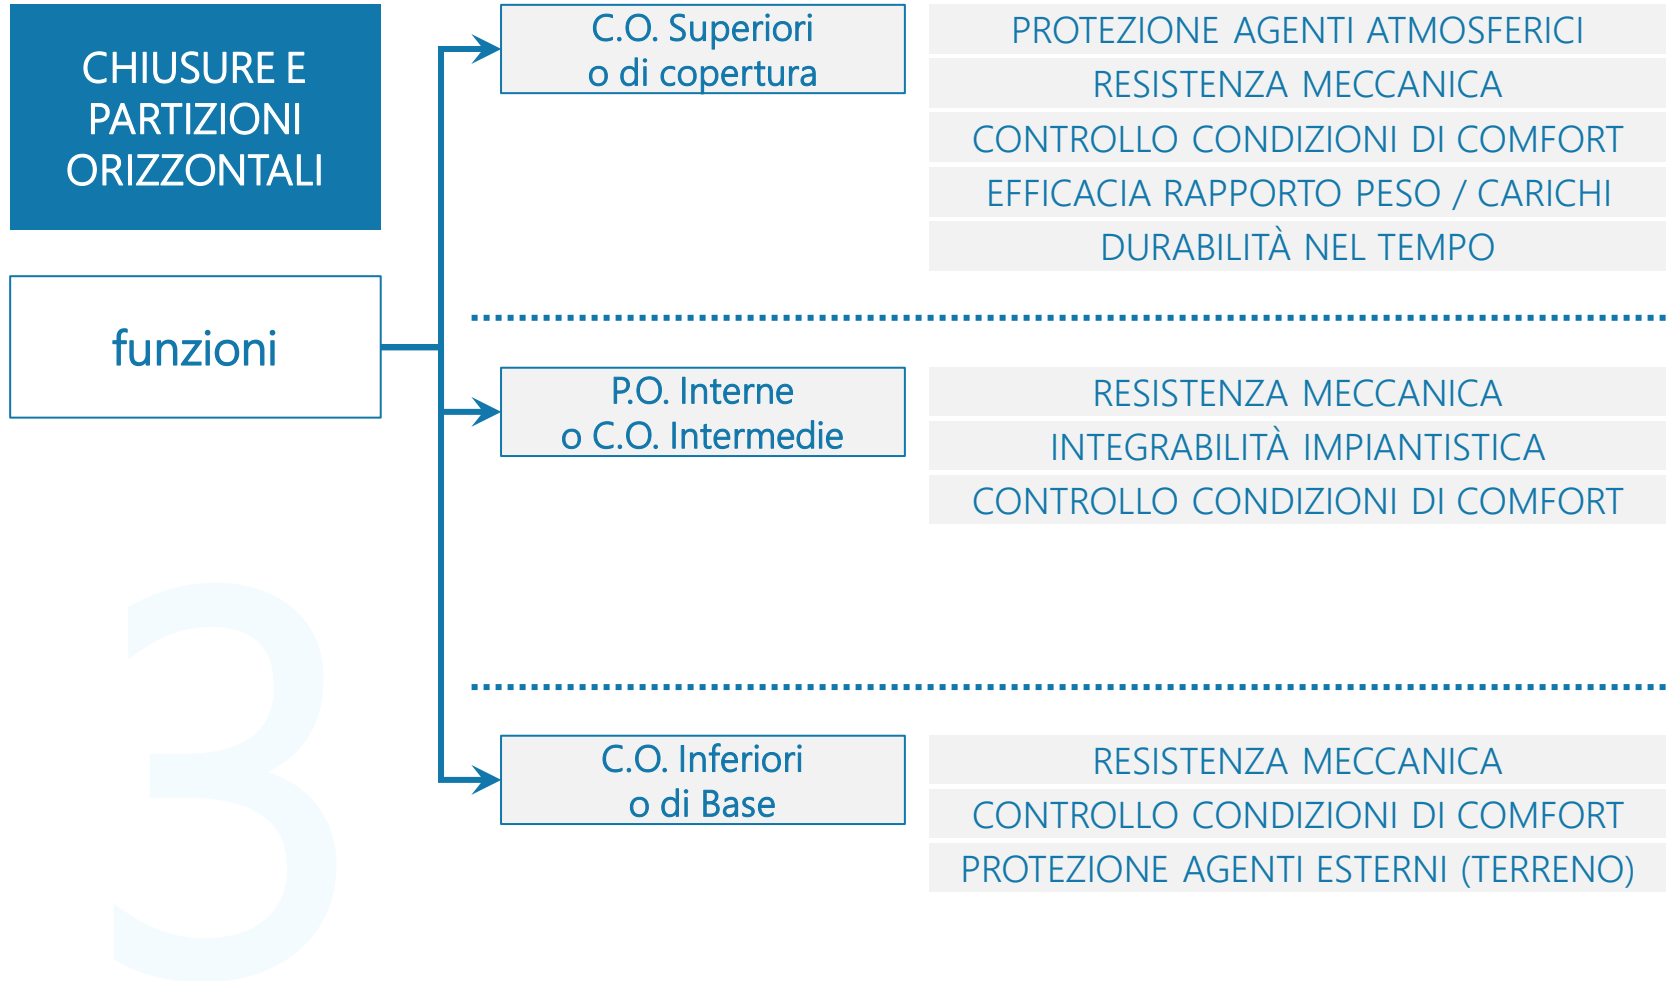 CHIUSURE E
PARTIZIONI
ORIZZONTALI
funzioni
C.O. Superiori
o di copertura
PROTEZIONE AGENTI ATMOSFERICI
RESISTENZA MECCANICA
CONTROLLO CONDIZIONI DI COMFORT
EFFICACIA RAPPORTO PESO / CARICHI
DURABILITÀ NEL TEMPO
P.O. Interne
o C.O. Intermedie
RESISTENZA MECCANICA
INTEGRABILITÀ IMPIANTISTICA
CONTROLLO CONDIZIONI DI COMFORT
C.O. Inferiori
o di Base
RESISTENZA MECCANICA
CONTROLLO CONDIZIONI DI COMFORT
PROTEZIONE AGENTI ESTERNI (TERRENO)
3